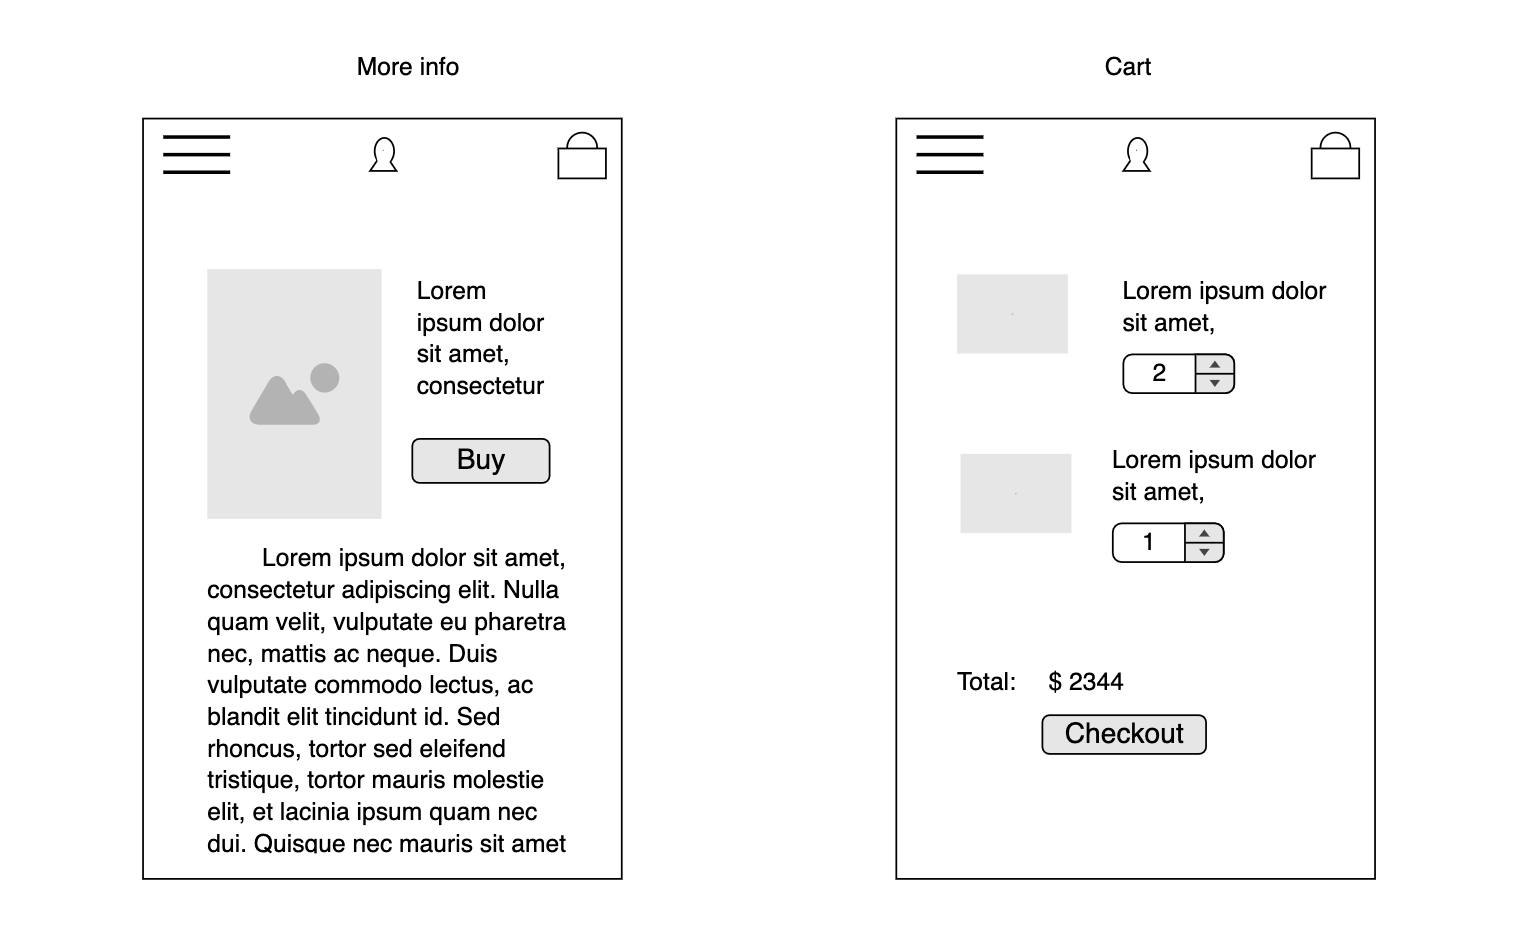 More info
Lorem
ipsum dolor
sit amet,
consectetur
Buy
Lorem ipsum dolor sit amet,
consectetur adipiscing elit. Nulla
quam velit, vulputate eu pharetra
nec, mattis ac neque. Duis
vulputate commodo lectus, ac
blandit elit tincidunt id. Sed
rhoncus, tortor sed eleifend
tristique, tortor mauris molestie
elit, et lacinia ipsum quam nec
dui. Quisque nec mauris sit amet
Cart
Lorem ipsum dolor
sit amet,
2
Lorem ipsum dolor
sit amet,
1
Total: $ 2344
Checkout